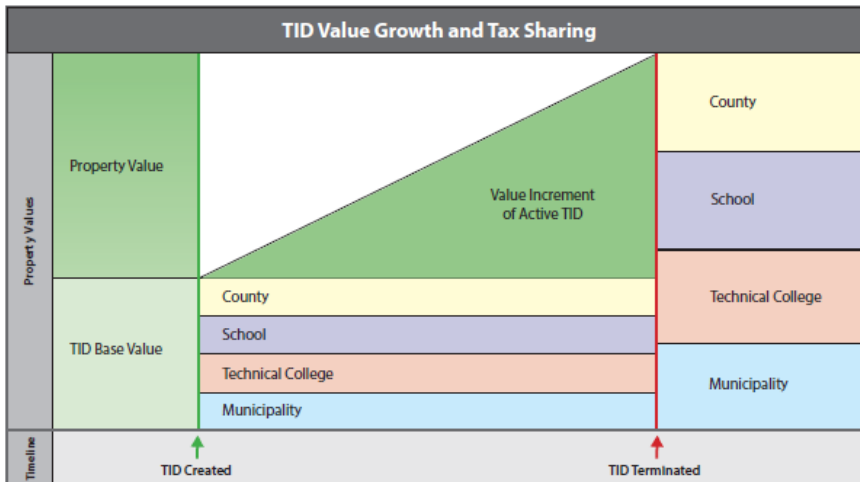 TID Value Growth and Tax Sharing
Property Values
Property Value
TID Base Value
Value Increment
of Active TID
County
School
Technical College
Municipality
County
School
Technical College
Municipality
Timeline
TID Created
TID Terminated